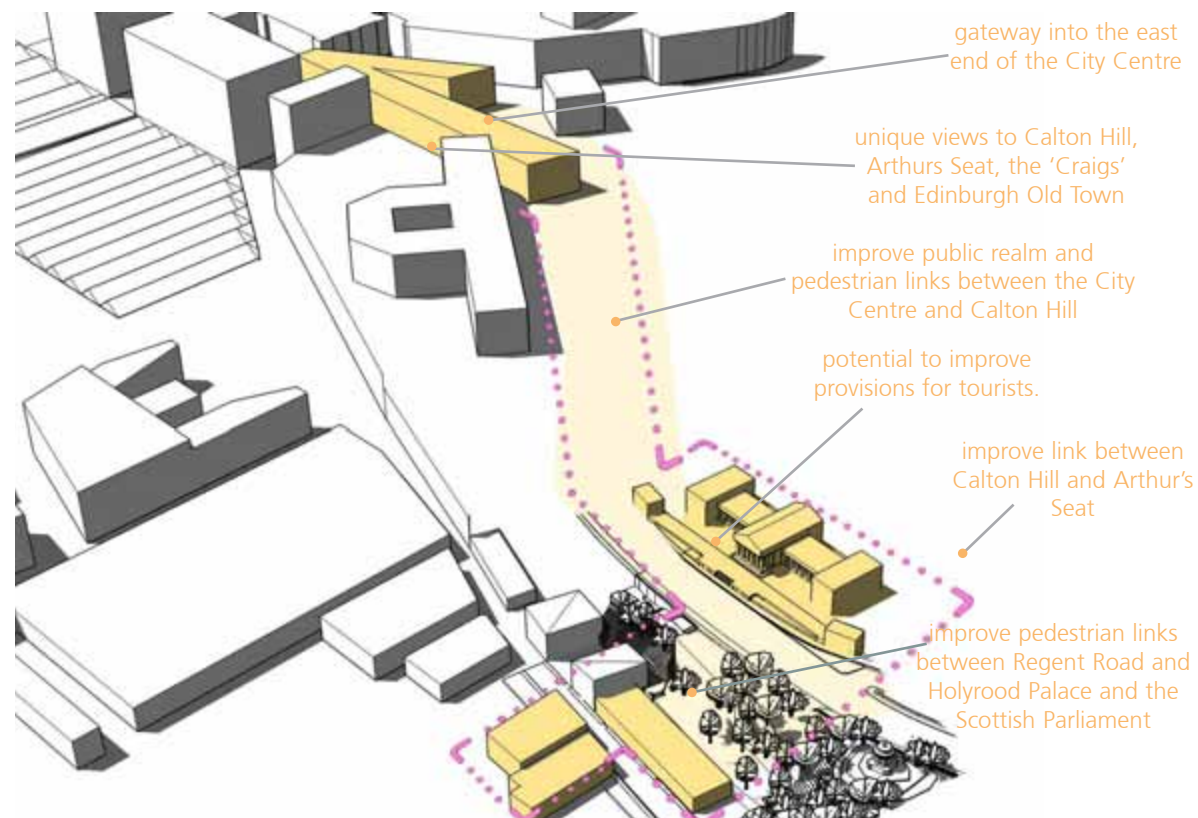 gateway into the east
end of the City Centre
unique views to Calton Hill,
Arthurs Seat, the ‘Craigs’
and Edinburgh Old Town
improve public realm and
pedestrian links between the City
Centre and Calton Hill
potential to improve
provisions for tourists.
improve link between
Calton Hill and Arthur's
Seat
improve pedestrian links
between Regent Road and
Holyrood Palace and the
Scottish Parliament